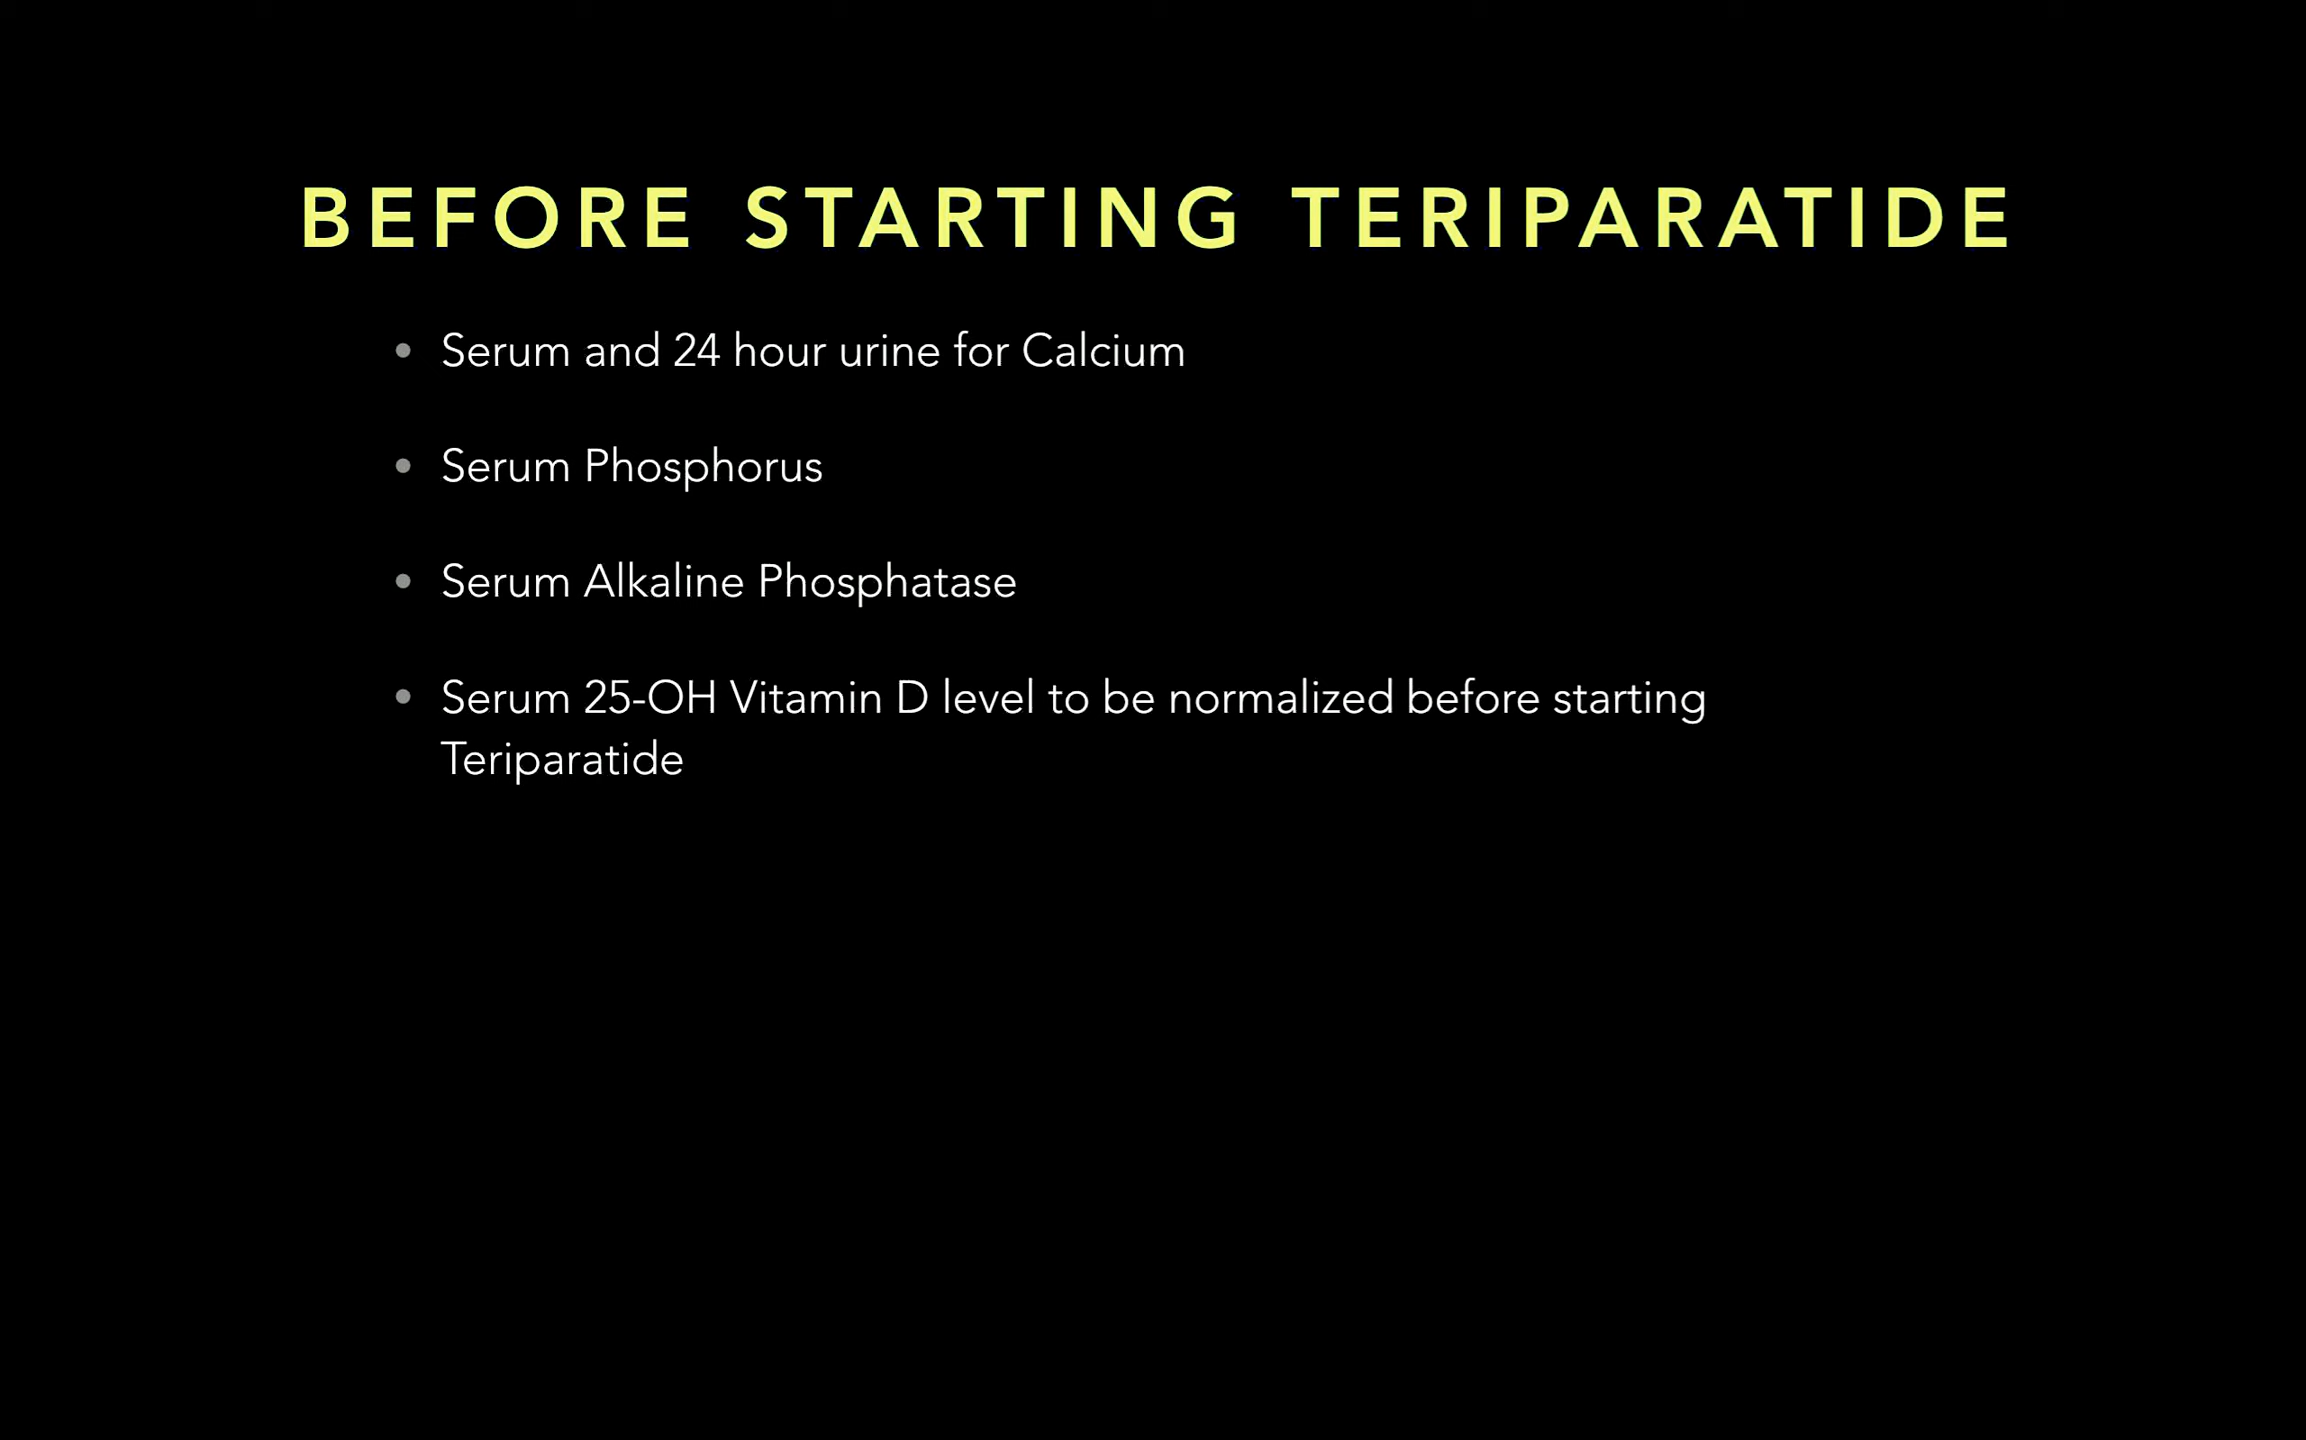 BEFORE STARTING TERIPARATIDE
• Serum and 24 hour urine for Calcium
• Serum Phosphorus
• Serum Alkaline Phosphatase
• Serum 25-OH Vitamin D level to be normalized before starting
Teriparatide